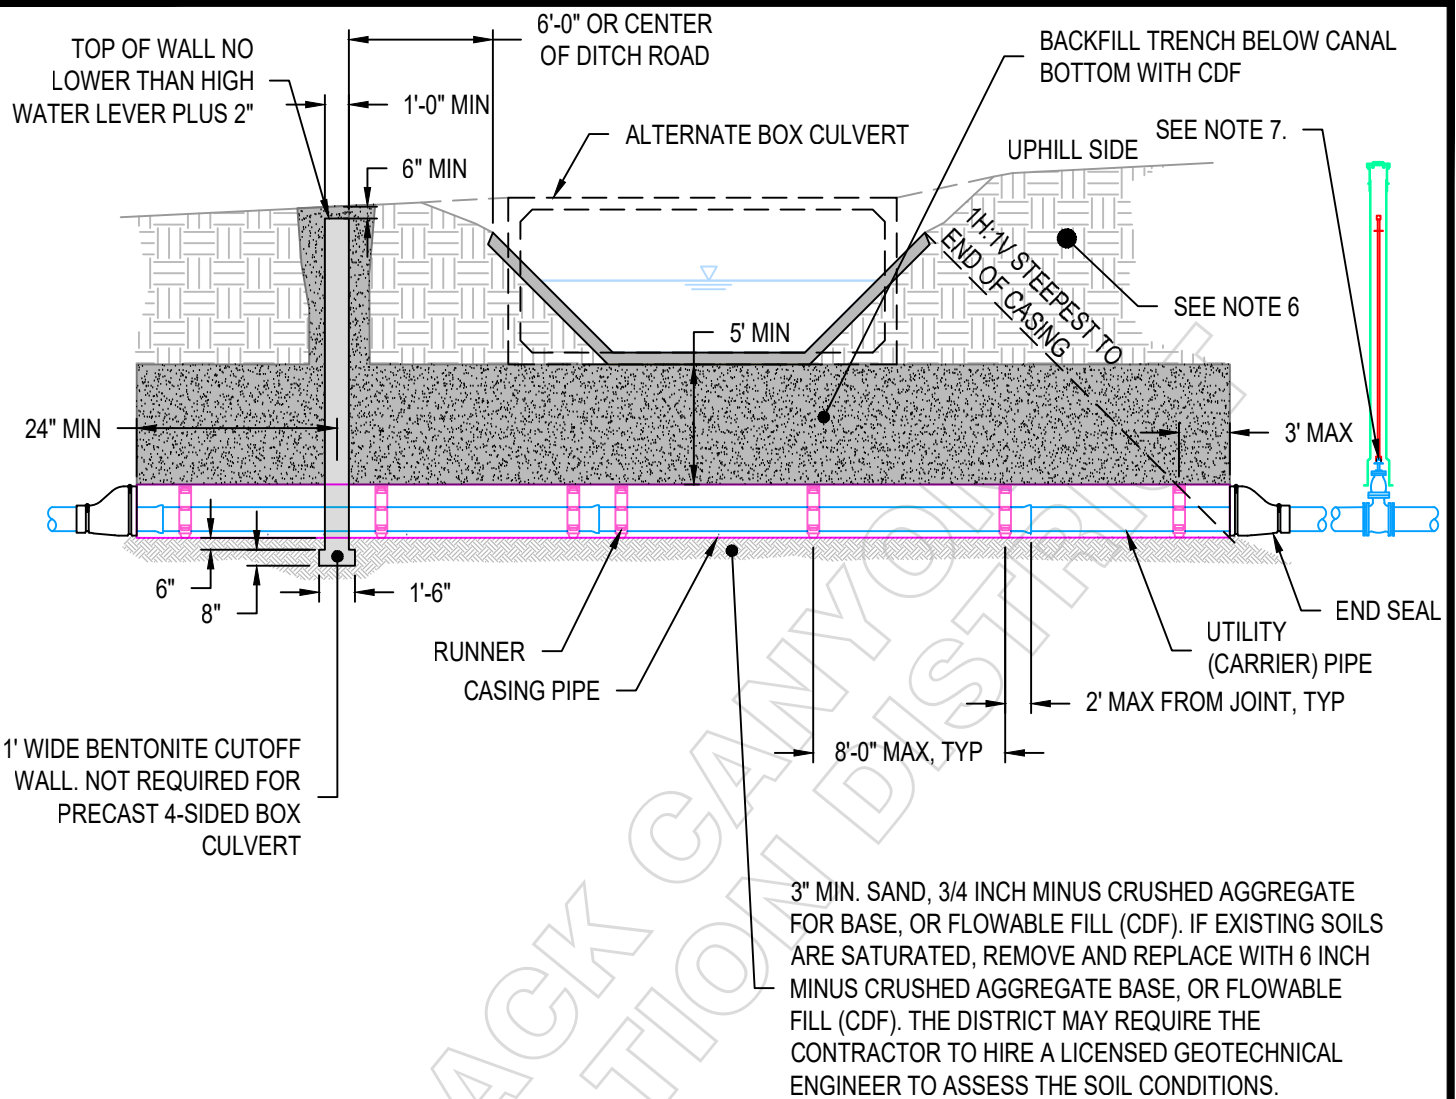 TOP OF WALL NO
LOWER THAN HIGH
WATER LEVER PLUS 2"
6'-0" OR CENTER
OF DITCH ROAD
1'-0" MIN
6" MIN
ALTERNATE BOX CULVERT
BACKFILL TRENCH BELOW CANAL
BOTTOM WITH CDF
SEE NOTE 7.
UPHILL SIDE
1H:1V STEEPEST TO
END OF CASING
SEE NOTE 6
5' MIN
24" MIN
3' MAX
6"
8"
1'-6"
RUNNER
CASING PIPE
END SEAL
UTILITY
(CARRIER) PIPE
2' MAX FROM JOINT, TYP
8'-0" MAX, TYP
1' WIDE BENTONITE CUTOFF
WALL. NOT REQUIRED FOR
PRECAST 4-SIDED BOX
CULVERT
3" MIN. SAND, 3/4 INCH MINUS CRUSHED AGGREGATE
FOR BASE, OR FLOWABLE FILL (CDF). IF EXISTING SOILS
ARE SATURATED, REMOVE AND REPLACE WITH 6 INCH
MINUS CRUSHED AGGREGATE BASE, OR FLOWABLE
FILL (CDF). THE DISTRICT MAY REQUIRE THE
CONTRACTOR TO HIRE A LICENSED GEOTECHNICAL
ENGINEER TO ASSESS THE SOIL CONDITIONS.
ACK CANYON
TION DISTRICT